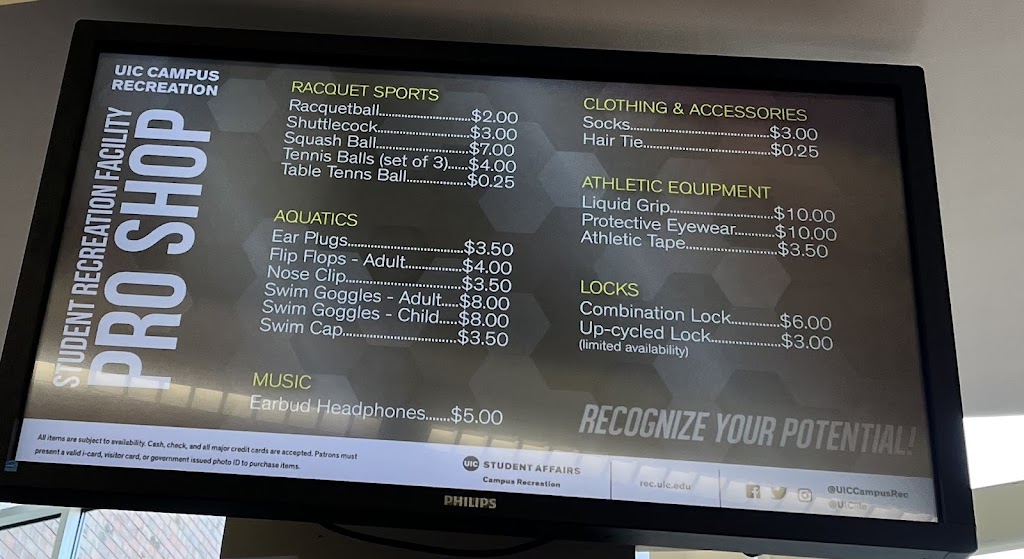 UIC CAMPUS
RECREATION
STUDENT RECREATION FACILITY
PRO SHOP
RACQUET SPORTS
Racquetball.....................$2.00
Shuttlecock.....................$3.00
Squash Ball.....................$7.00
Tennis Balls (set of 3).....$4.00
Table Tenns Ball................$0.25
AQUATICS
Ear Plugs.........................$3.50
Flip Flops - Adult.............$4.00
Nose Clip.........................$3.50
Swim Goggles - Adult.....$8.00
Swim Goggles - Child.....$8.00
Swim Cap.........................$3.50
MUSIC
Earbud Headphones.......$5.00
CLOTHING & ACCESSORIES
Socks.............................$3.00
Hair Tie...........................$0.25
ATHLETIC EQUIPMENT
Liquid Grip.......................$10.00
Protective Eyewear.........$10.00
Athletic Tape....................$3.50
LOCKS
Combination Lock............$6.00
Up-cycled Lock................$3.00
(limited availability)
RECOGNIZE YOUR POTENTIAL!
All items are subject to availability. Cash, check, and all major credit cards are accepted. Patrons must
present a valid i-card, visitor card, or government issued photo ID to purchase items.
UIC STUDENT AFFAIRS
Campus Recreation
rec.uic.edu
@UICCampusRec
PHILIPS